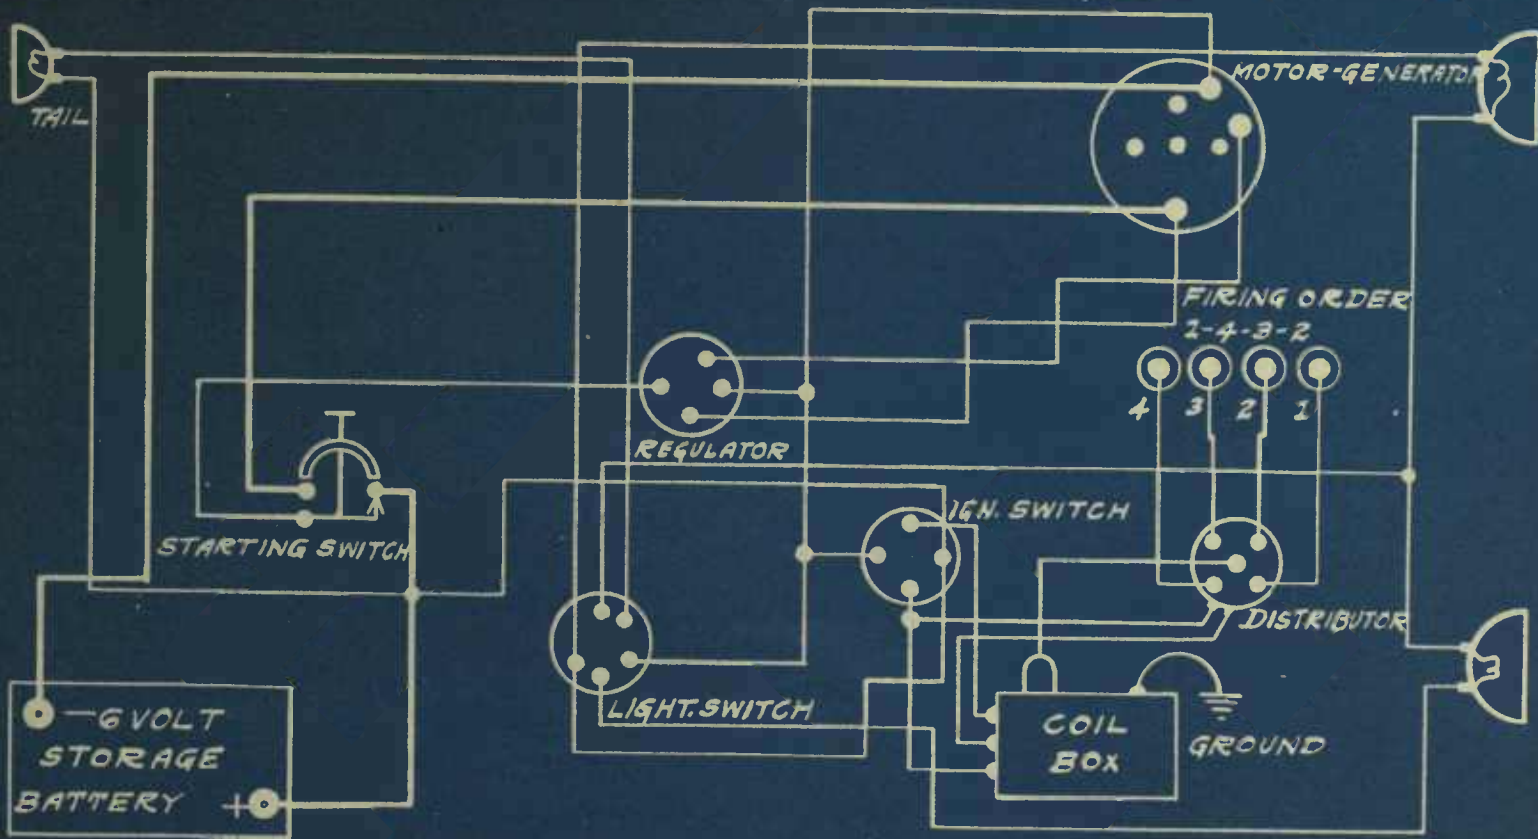 TAIL
MOTOR-GENERATOR
FIRING ORDER
1-4-3-2
4 3 2 1
REGULATOR
IGN. SWITCH
STARTING SWITCH
DISTRIBUTOR
LIGHT. SWITCH
—6 VOLT
STORAGE
BATTERY +
COIL
BOX
GROUND